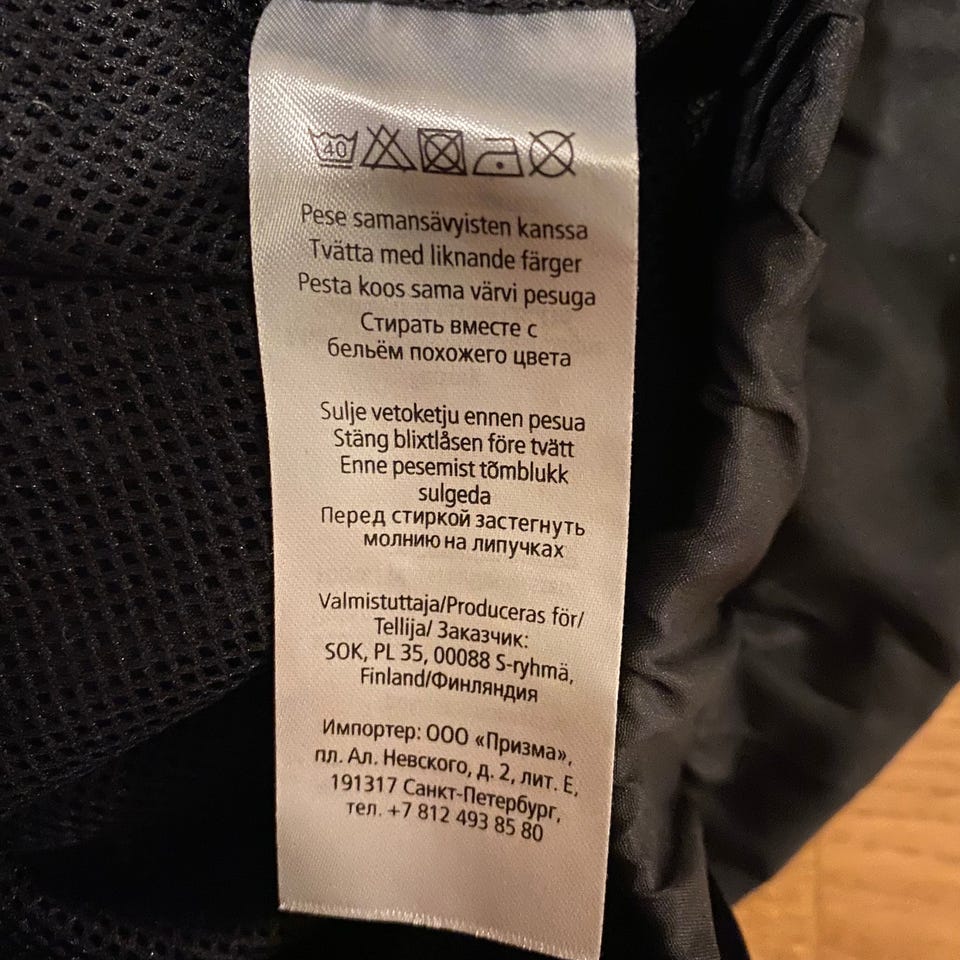 40
Pese samansävyisten kanssa
Tvätta med liknande färger
Pesta koos sama värvi pesuga
Стирать вместе с
бельём похожего цвета
Sulje vetoketju ennen pesua
Stäng blixtlåsen före tvätt
Enne pesemist tõmblukk
sulgeda
Перед стиркой застегнуть
молнию на липучках
Valmistuttaja/Produceras för/
Tellija/ Заказчик:
SOK, PL 35, 00088 S-ryhmä,
Finland/Финляндия
Импортер: ООО «Призма»,
пл. Ал. Невского, д. 2, лит. Е,
191317 Санкт-Петербург,
тел. +7 812 493 85 80